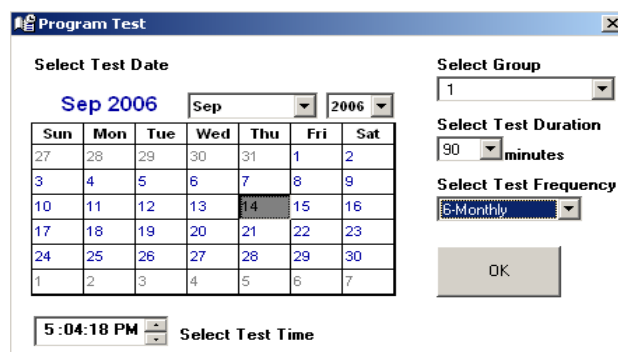 Program Test
Select Test Date
Sep 2006 Sep 2006
Sun Mon Tue Wed Thu Fri Sat
27 28 29 30 31 1 2
3 4 5 6 7 8 9
10 11 12 13 14 15 16
17 18 19 20 21 22 23
24 25 26 27 28 29 30
1 2 3 4 5 6 7
5:04:18 PM Select Test Time
Select Group
1
Select Test Duration
90 minutes
Select Test Frequency
6-Monthly
OK